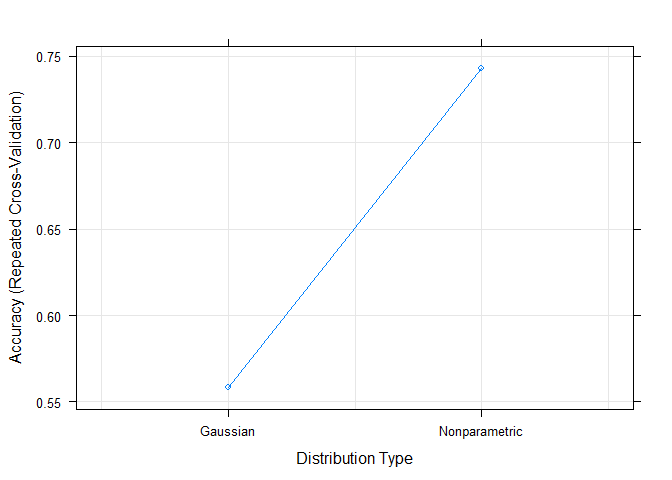 0.75
0.70
0.65
0.60
0.55
Accuracy (Repeated Cross-Validation)
Gaussian
Nonparametric
Distribution Type